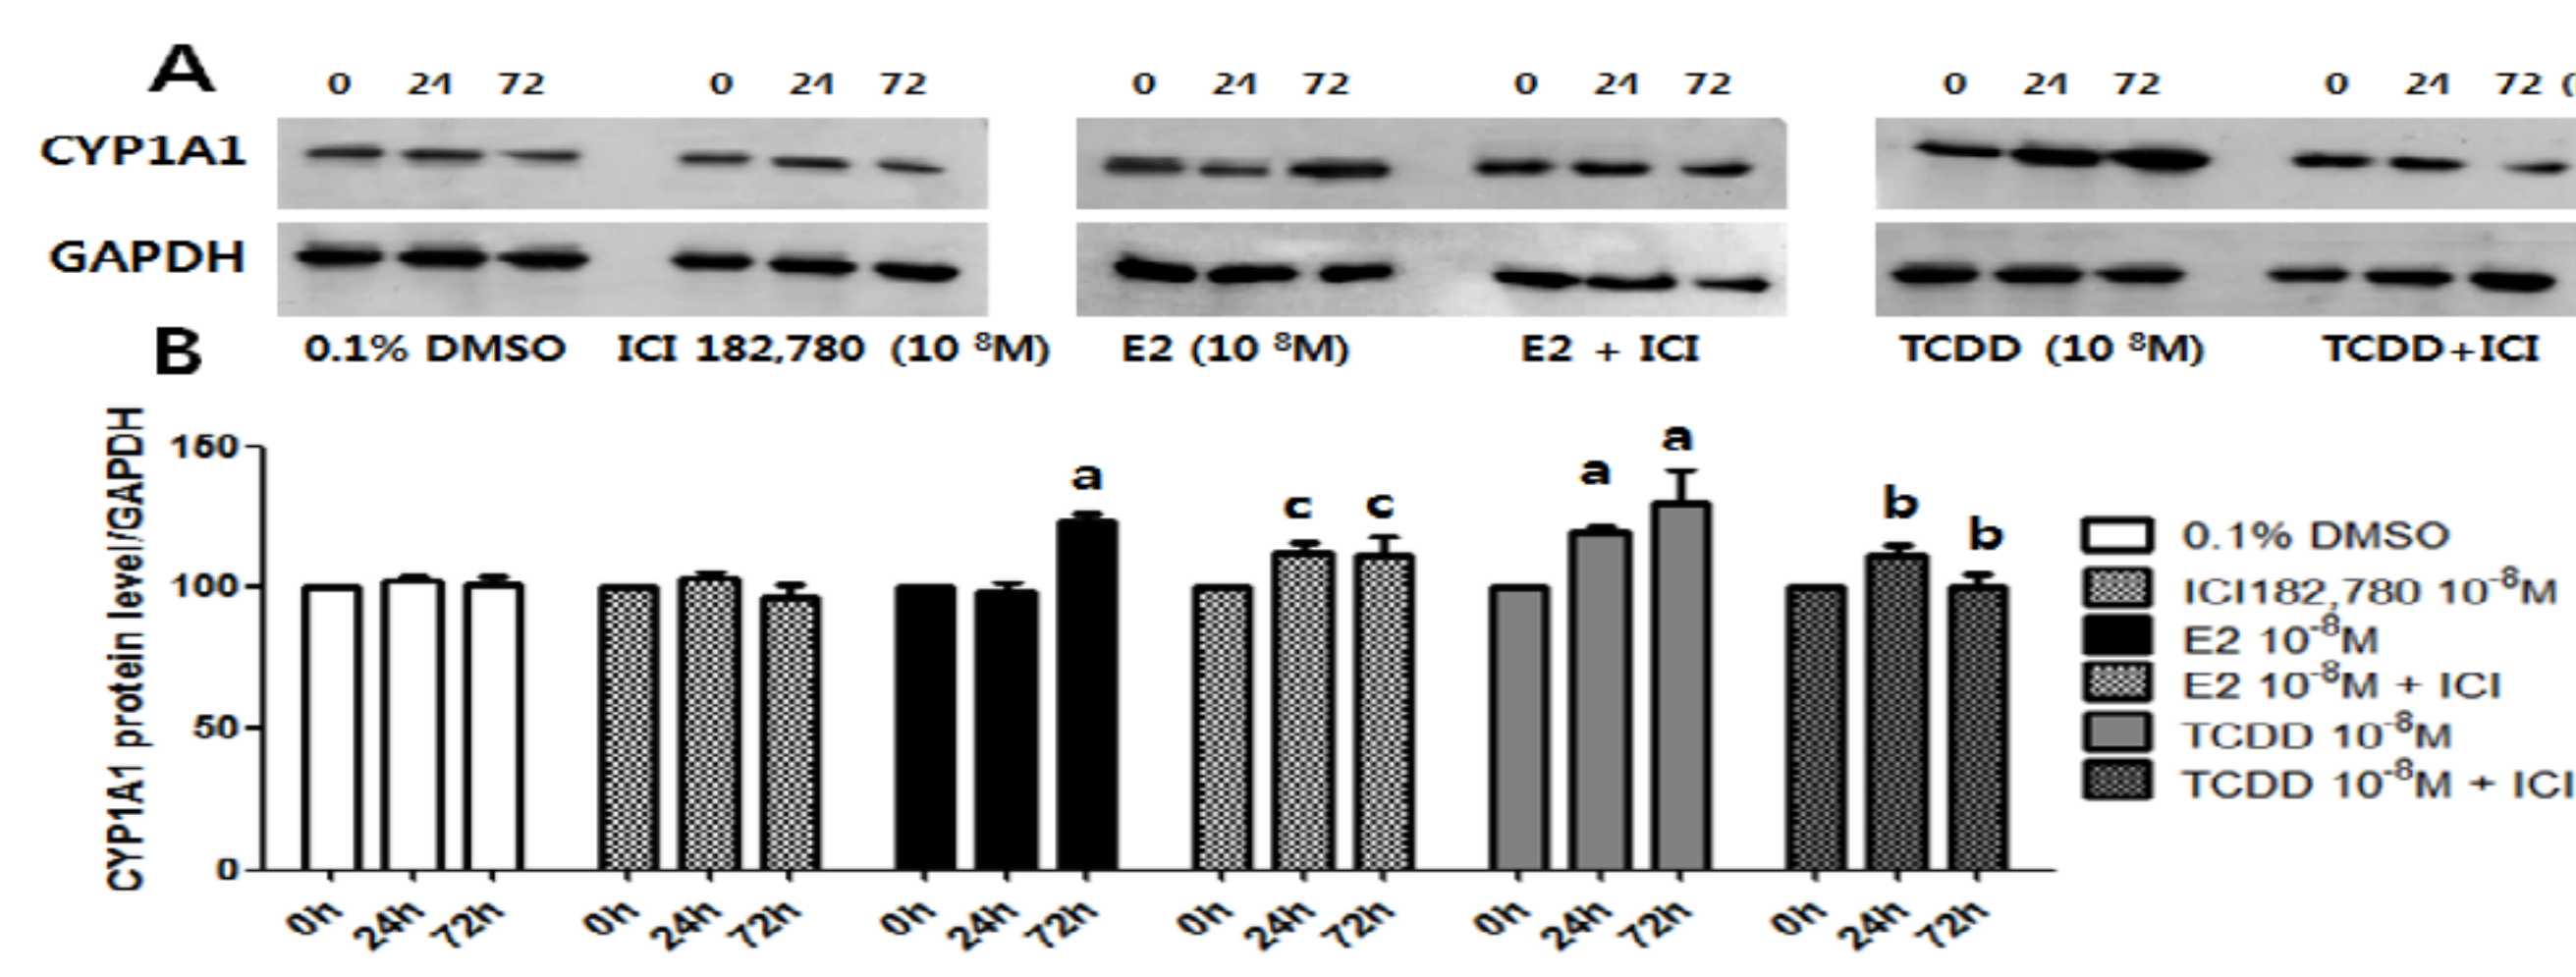 A
0 24 72 0 24 72 0 24 72 0 24 72 0 24 72 0 24 72 (
CYP1A1
GAPDH
0.1% DMSO ICI 182,780 (10 ⁸M) E2 (10 ⁸M) E2 + ICI TCDD (10 ⁸M) TCDD+ICI
B
CYP1A1 protein level/GAPDH
150
100
50
0
a
c c
a a
b b
0h 24h 72h 0h 24h 72h 0h 24h 72h 0h 24h 72h 0h 24h 72h 0h 24h 72h
0.1% DMSO
ICI182,780 10⁻⁸M
E2 10⁻⁸M
E2 10⁻⁸M + ICI
TCDD 10⁻⁸M
TCDD 10⁻⁸M + ICI